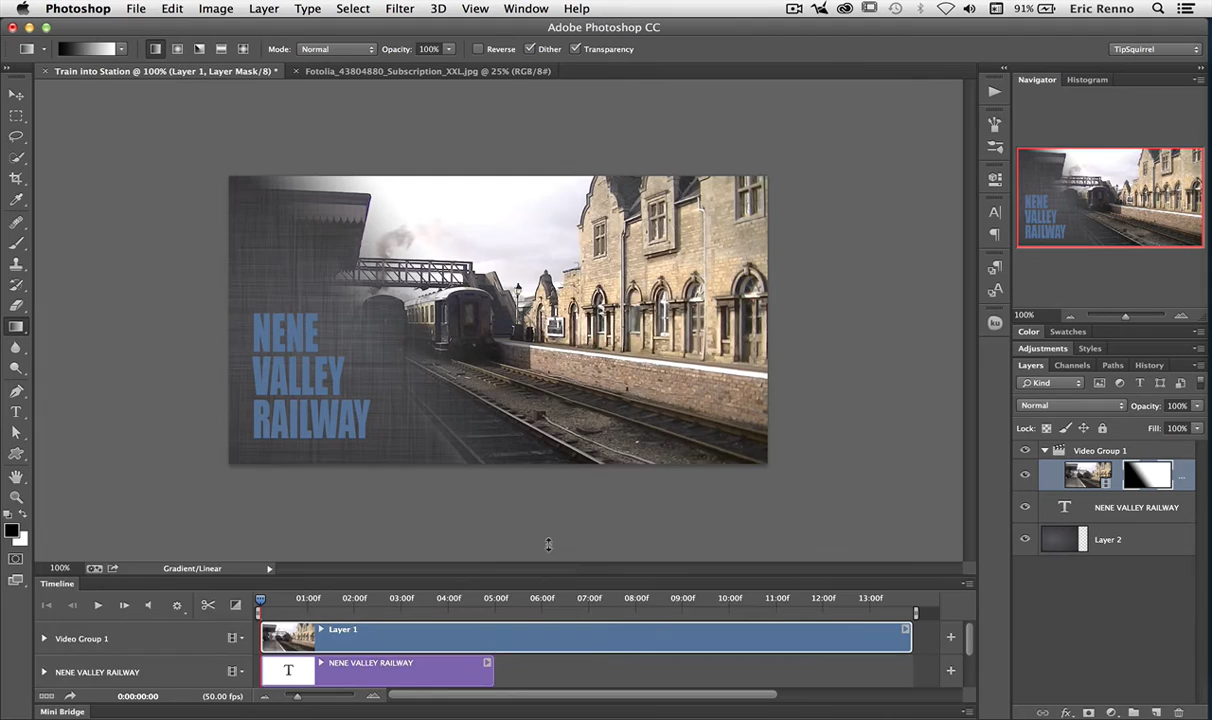 Photoshop File Edit Image Layer Type Select Filter 3D View Window Help 91% Eric Renno
Adobe Photoshop CC
Mode: Normal Opacity: 100% Reverse Dither Transparency TipSquirrel
Train into Station @ 100% (Layer 1, Layer Mask/8) * Fotolia_43804880_Subscription_XXL.jpg @ 25% (RGB/8#)
Navigator Histogram
NENE
VALLEY
RAILWAY
100%
Color Swatches
Adjustments Styles
Layers Channels Paths History
Kind
Normal Opacity: 100%
Lock: Fill: 100%
Video Group 1
...
NENE VALLEY RAILWAY
Layer 2
100% Gradient/Linear
Timeline
01:00f 02:00f 03:00f 04:00f 05:00f 06:00f 07:00f 08:00f 09:00f 10:00f 11:00f 12:00f 13:00f
Video Group 1 Layer 1
NENE VALLEY RAILWAY T NENE VALLEY RAILWAY
0:00:00:00 (50.00 fps)
Mini Bridge